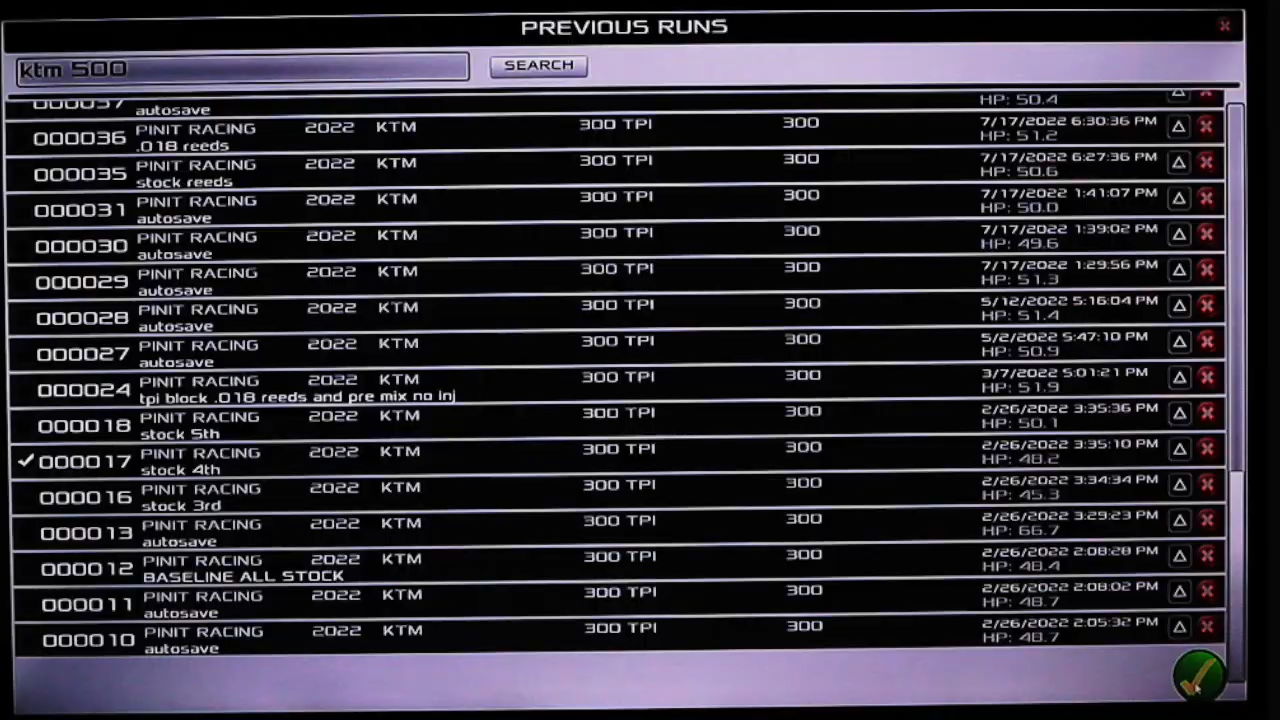 PREVIOUS RUNS
ktm 500 SEARCH
000037 autosave HP: 50.4
000036 PINIT RACING 2022 KTM 300 TPI 300 7/17/2022 6:30:36 PM
.018 reeds HP: 51.2
000035 PINIT RACING 2022 KTM 300 TPI 300 7/17/2022 6:27:36 PM
stock reeds HP: 50.6
000031 PINIT RACING 2022 KTM 300 TPI 300 7/17/2022 1:41:07 PM
autosave HP: 50.0
000030 PINIT RACING 2022 KTM 300 TPI 300 7/17/2022 1:39:02 PM
autosave HP: 49.6
000029 PINIT RACING 2022 KTM 300 TPI 300 7/17/2022 1:29:56 PM
autosave HP: 51.3
000028 PINIT RACING 2022 KTM 300 TPI 300 5/12/2022 5:16:04 PM
autosave HP: 51.4
000027 PINIT RACING 2022 KTM 300 TPI 300 5/2/2022 5:47:10 PM
autosave HP: 50.9
000024 PINIT RACING 2022 KTM 300 TPI 300 3/7/2022 5:01:21 PM
tpi block .018 reeds and pre mix no inj HP: 51.9
000018 PINIT RACING 2022 KTM 300 TPI 300 2/26/2022 3:35:36 PM
stock 5th HP: 50.1
000017 PINIT RACING 2022 KTM 300 TPI 300 2/26/2022 3:35:10 PM
stock 4th HP: 48.2
000016 PINIT RACING 2022 KTM 300 TPI 300 2/26/2022 3:34:34 PM
stock 3rd HP: 45.3
000013 PINIT RACING 2022 KTM 300 TPI 300 2/26/2022 3:29:23 PM
autosave HP: 66.7
000012 PINIT RACING 2022 KTM 300 TPI 300 2/26/2022 2:08:28 PM
BASELINE ALL STOCK HP: 48.4
000011 PINIT RACING 2022 KTM 300 TPI 300 2/26/2022 2:08:02 PM
autosave HP: 48.7
000010 PINIT RACING 2022 KTM 300 TPI 300 2/26/2022 2:05:32 PM
autosave HP: 48.7